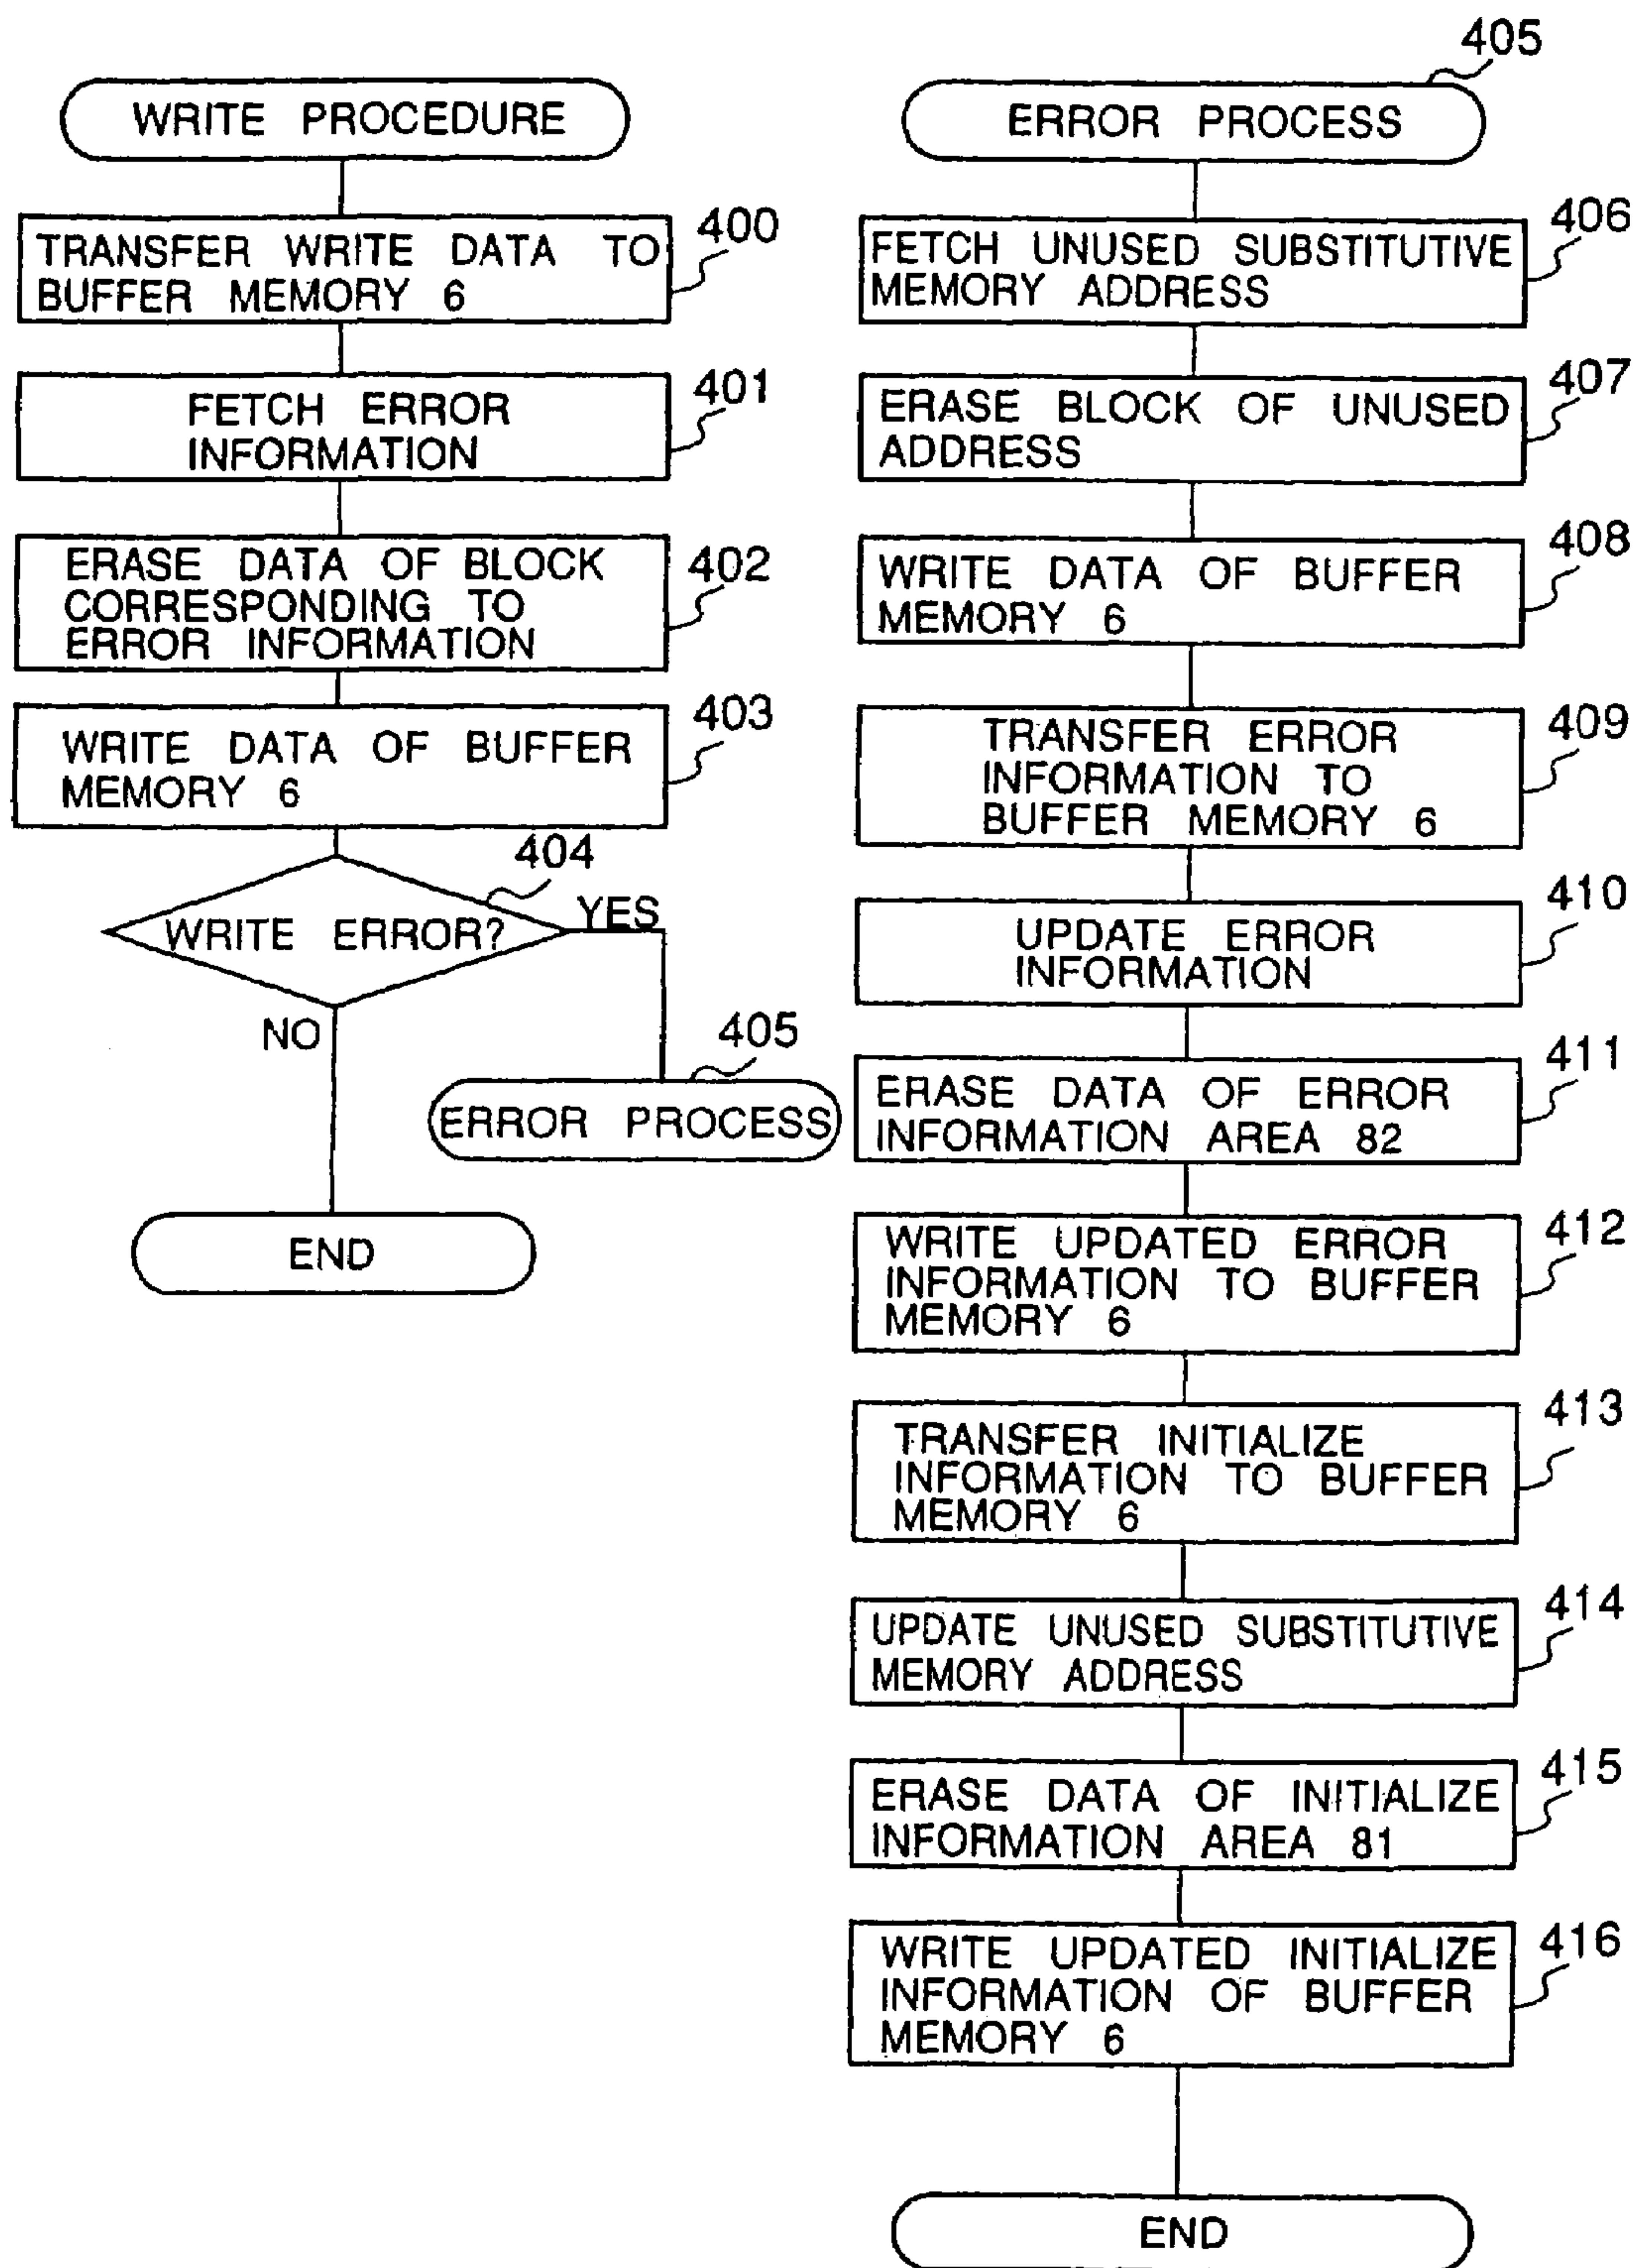 WRITE PROCEDURE
400
TRANSFER WRITE DATA TO
BUFFER MEMORY 6
401
FETCH ERROR
INFORMATION
402
ERASE DATA OF BLOCK
CORRESPONDING TO
ERROR INFORMATION
403
WRITE DATA OF BUFFER
MEMORY 6
404
WRITE ERROR?
YES
NO
405
ERROR PROCESS
END
405
ERROR PROCESS
406
FETCH UNUSED SUBSTITUTIVE
MEMORY ADDRESS
407
ERASE BLOCK OF UNUSED
ADDRESS
408
WRITE DATA OF BUFFER
MEMORY 6
409
TRANSFER ERROR
INFORMATION TO
BUFFER MEMORY 6
410
UPDATE ERROR
INFORMATION
411
ERASE DATA OF ERROR
INFORMATION AREA 82
412
WRITE UPDATED ERROR
INFORMATION TO BUFFER
MEMORY 6
413
TRANSFER INITIALIZE
INFORMATION TO BUFFER
MEMORY 6
414
UPDATE UNUSED SUBSTITUTIVE
MEMORY ADDRESS
415
ERASE DATA OF INITIALIZE
INFORMATION AREA 81
416
WRITE UPDATED INITIALIZE
INFORMATION OF BUFFER
MEMORY 6
END